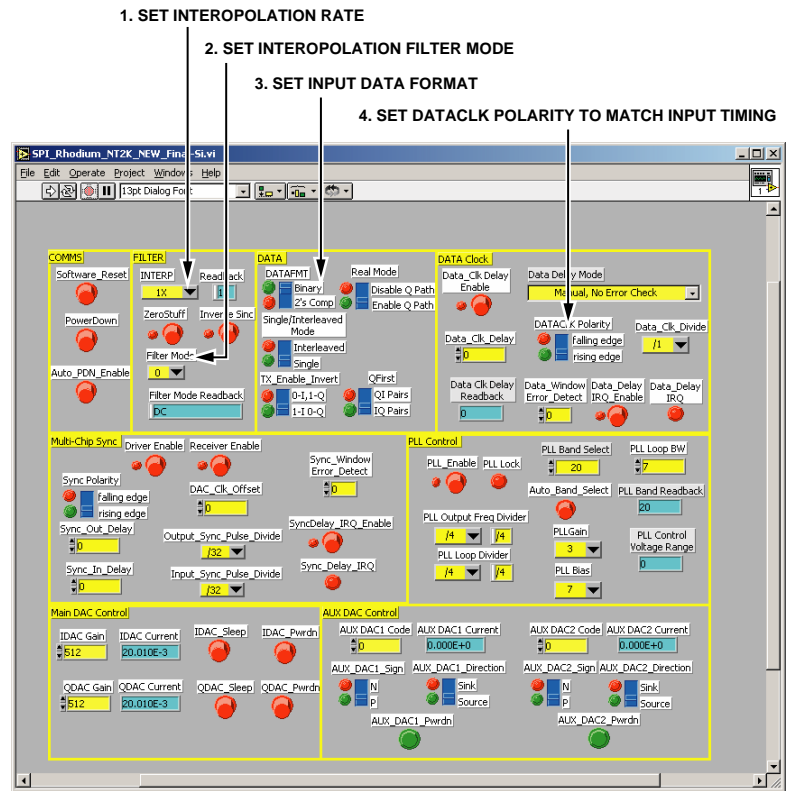 1. SET INTEROPOLATION RATE
2. SET INTEROPOLATION FILTER MODE
3. SET INPUT DATA FORMAT
4. SET DATACLK POLARITY TO MATCH INPUT TIMING
SPI_Rhodium_NT2K_NEW_Final-Si.vi
File Edit Operate Project Windows Help
13pt Dialog Font
1
COMMS
Software_Reset
PowerDown
Auto_PDN_Enable
FILTER
INTERP Readback
1X 1
ZeroStuff Inverse Sinc
Filter Mode
0
Filter Mode Readback
DC
DATA
DATAFMT Real Mode
Binary Disable Q Path
2's Comp Enable Q Path
Single/Interleaved
Mode
Interleaved
Single
TX_Enable_Invert QFirst
0-I,1-Q QI Pairs
1-I 0-Q IQ Pairs
DATA Clock
Data_Clk Delay
Enable
Data Delay Mode
Manual, No Error Check
Data_Clk_Delay
0
DATACLK Polarity
falling edge
rising edge
Data_Clk_Divide
/1
Data Clk Delay
Readback
0
Data_Window
Error_Detect
0
Data_Delay
IRQ_Enable
Data_Delay
IRQ
Multi-Chip Sync
Driver Enable Receiver Enable
Sync Polarity
falling edge
rising edge
DAC_Clk_Offset
0
Sync_Window
Error_Detect
0
Sync_Out_Delay
0
Output_Sync_Pulse_Divide
/32
SyncDelay_IRQ_Enable
Sync_In_Delay
0
Input_Sync_Pulse_Divide
/32
Sync_Delay_IRQ
PLL Control
PLL_Enable PLL Lock
PLL Band Select
20
PLL Loop BW
7
Auto_Band_Select
PLL Band Readback
20
PLL Output Freq Divider
/4 /4
PLL Loop Divider
/4 /4
PLLGain
3
PLL Bias
7
PLL Control
Voltage Range
0
Main DAC Control
IDAC Gain IDAC Current IDAC_Sleep IDAC_Pwrdn
512 20.010E-3
QDAC Gain QDAC Current QDAC_Sleep QDAC_Pwrdn
512 20.010E-3
AUX DAC Control
AUX DAC1 Code AUX DAC1 Current AUX DAC2 Code AUX DAC2 Current
0 0.000E+0 0 0.000E+0
AUX_DAC1_Sign AUX_DAC1_Direction AUX_DAC2_Sign AUX_DAC2_Direction
N Sink N Sink
P Source P Source
AUX_DAC1_Pwrdn AUX_DAC2_Pwrdn